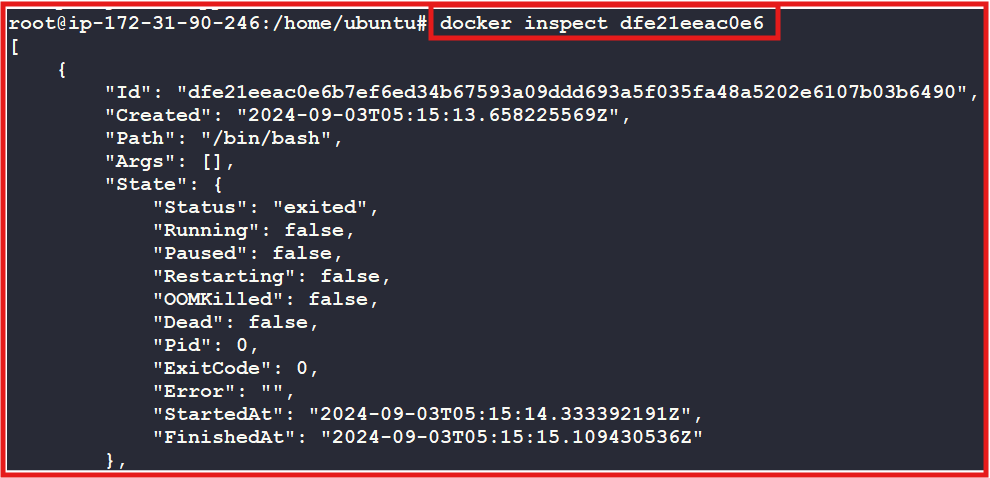 root@ip-172-31-90-246:/home/ubuntu# docker inspect dfe21eeac0e6
[
    {
        "Id": "dfe21eeac0e6b7ef6ed34b67593a09ddd693a5f035fa48a5202e6107b03b6490",
        "Created": "2024-09-03T05:15:13.658225569Z",
        "Path": "/bin/bash",
        "Args": [],
        "State": {
            "Status": "exited",
            "Running": false,
            "Paused": false,
            "Restarting": false,
            "OOMKilled": false,
            "Dead": false,
            "Pid": 0,
            "ExitCode": 0,
            "Error": "",
            "StartedAt": "2024-09-03T05:15:14.333392191Z",
            "FinishedAt": "2024-09-03T05:15:15.109430536Z"
        },